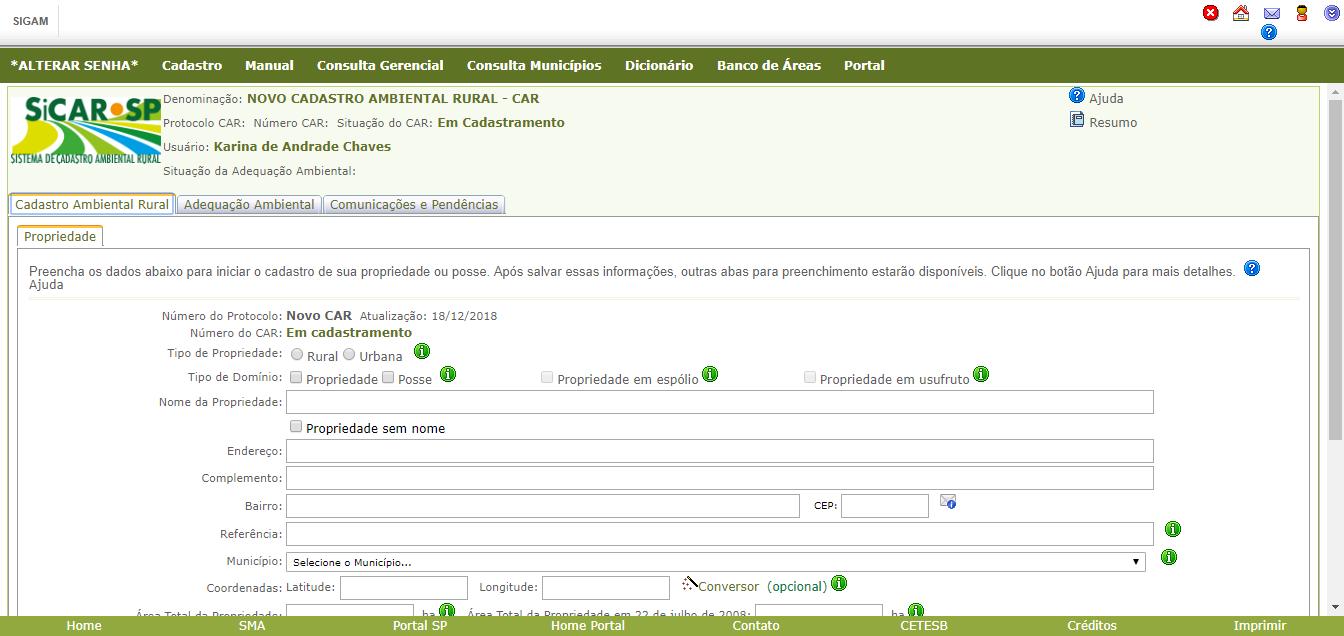 SIGAM
*ALTERAR SENHA* Cadastro Manual Consulta Gerencial Consulta Municípios Dicionário Banco de Áreas Portal
SiCAR SP
SISTEMA DE CADASTRO AMBIENTAL RURAL
Denominação: NOVO CADASTRO AMBIENTAL RURAL - CAR
Ajuda
Protocolo CAR: Número CAR: Situação do CAR: Em Cadastramento
Resumo
Usuário: Karina de Andrade Chaves
Situação da Adequação Ambiental:
Cadastro Ambiental Rural Adequação Ambiental Comunicações e Pendências
Propriedade
Preencha os dados abaixo para iniciar o cadastro de sua propriedade ou posse. Após salvar essas informações, outras abas para preenchimento estarão disponíveis. Clique no botão Ajuda para mais detalhes.
Ajuda
Número do Protocolo: Novo CAR Atualização: 18/12/2018
Número do CAR: Em cadastramento
Tipo de Propriedade: Rural Urbana
Tipo de Domínio: Propriedade Posse Propriedade em espólio Propriedade em usufruto
Nome da Propriedade:
Propriedade sem nome
Endereço:
Complemento:
Bairro: CEP:
Referência:
Município: Selecione o Município...
Coordenadas: Latitude: Longitude: Conversor (opcional)
Área Total da Propriedade: ha Área Total da Propriedade em 22 de julho de 2008: ha
Home SMA Portal SP Home Portal Contato CETESB Créditos Imprimir